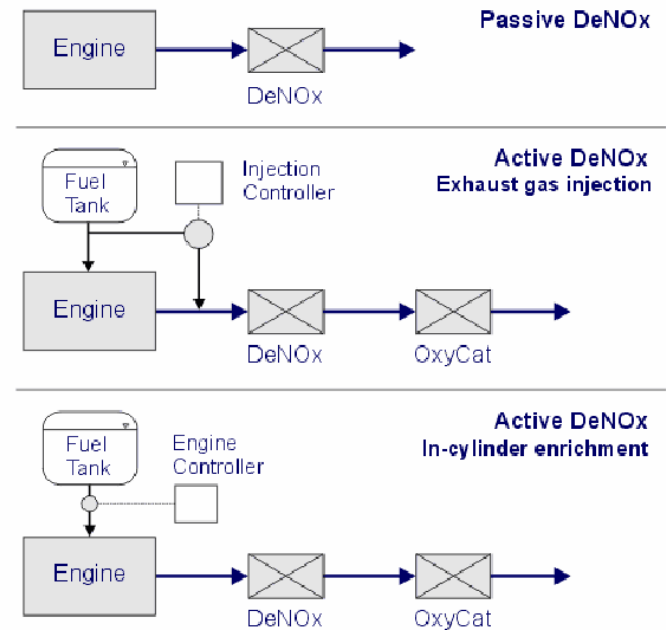 Passive DeNOx
Engine
DeNOx
Active DeNOx
Exhaust gas injection
Fuel
Tank
Injection
Controller
Engine
DeNOx
OxyCat
Active DeNOx
In-cylinder enrichment
Fuel
Tank
Engine
Controller
Engine
DeNOx
OxyCat